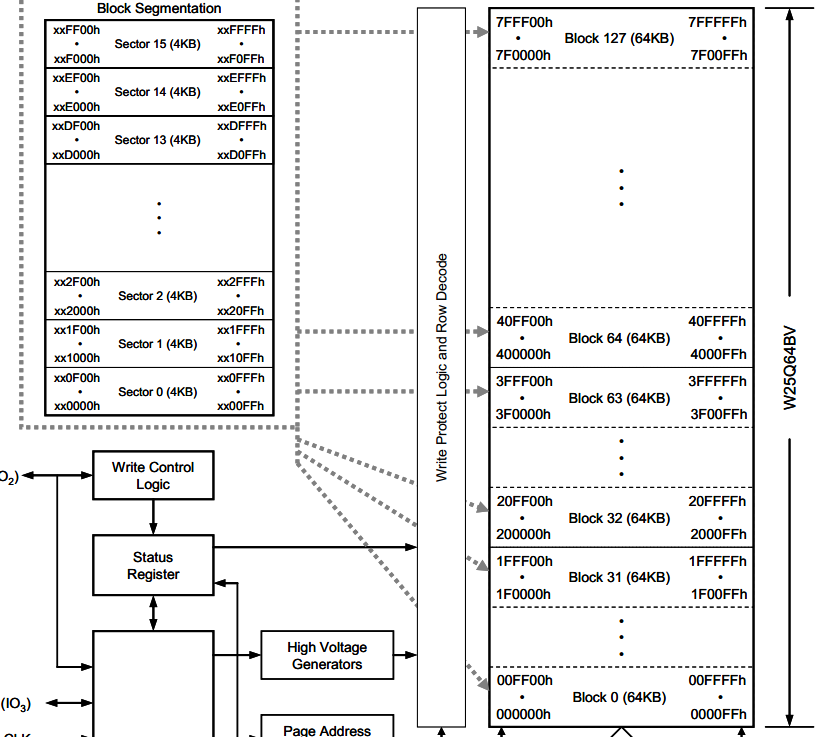 Block Segmentation
xxFF00h xxFFFFh
• Sector 15 (4KB) •
xxF000h xxF0FFh
xxEF00h xxEFFFh
• Sector 14 (4KB) •
xxE000h xxE0FFh
xxDF00h xxDFFFh
• Sector 13 (4KB) •
xxD000h xxD0FFh
xx2F00h xx2FFFh
• Sector 2 (4KB) •
xx2000h xx20FFh
xx1F00h xx1FFFh
• Sector 1 (4KB) •
xx1000h xx10FFh
xx0F00h xx0FFFh
• Sector 0 (4KB) •
xx0000h xx00FFh
Write Protect Logic and Row Decode
7FFF00h 7FFFFFh
• Block 127 (64KB) •
7F0000h 7F00FFh
40FF00h 40FFFFh
• Block 64 (64KB) •
400000h 4000FFh
3FFF00h 3FFFFFh
• Block 63 (64KB) •
3F0000h 3F00FFh
20FF00h 20FFFFh
• Block 32 (64KB) •
200000h 2000FFh
1FFF00h 1FFFFFh
• Block 31 (64KB) •
1F0000h 1F00FFh
00FF00h 00FFFFh
• Block 0 (64KB) •
000000h 0000FFh
W25Q64BV
O₂)
Write Control
Logic
Status
Register
High Voltage
Generators
(IO₃)
Page Address